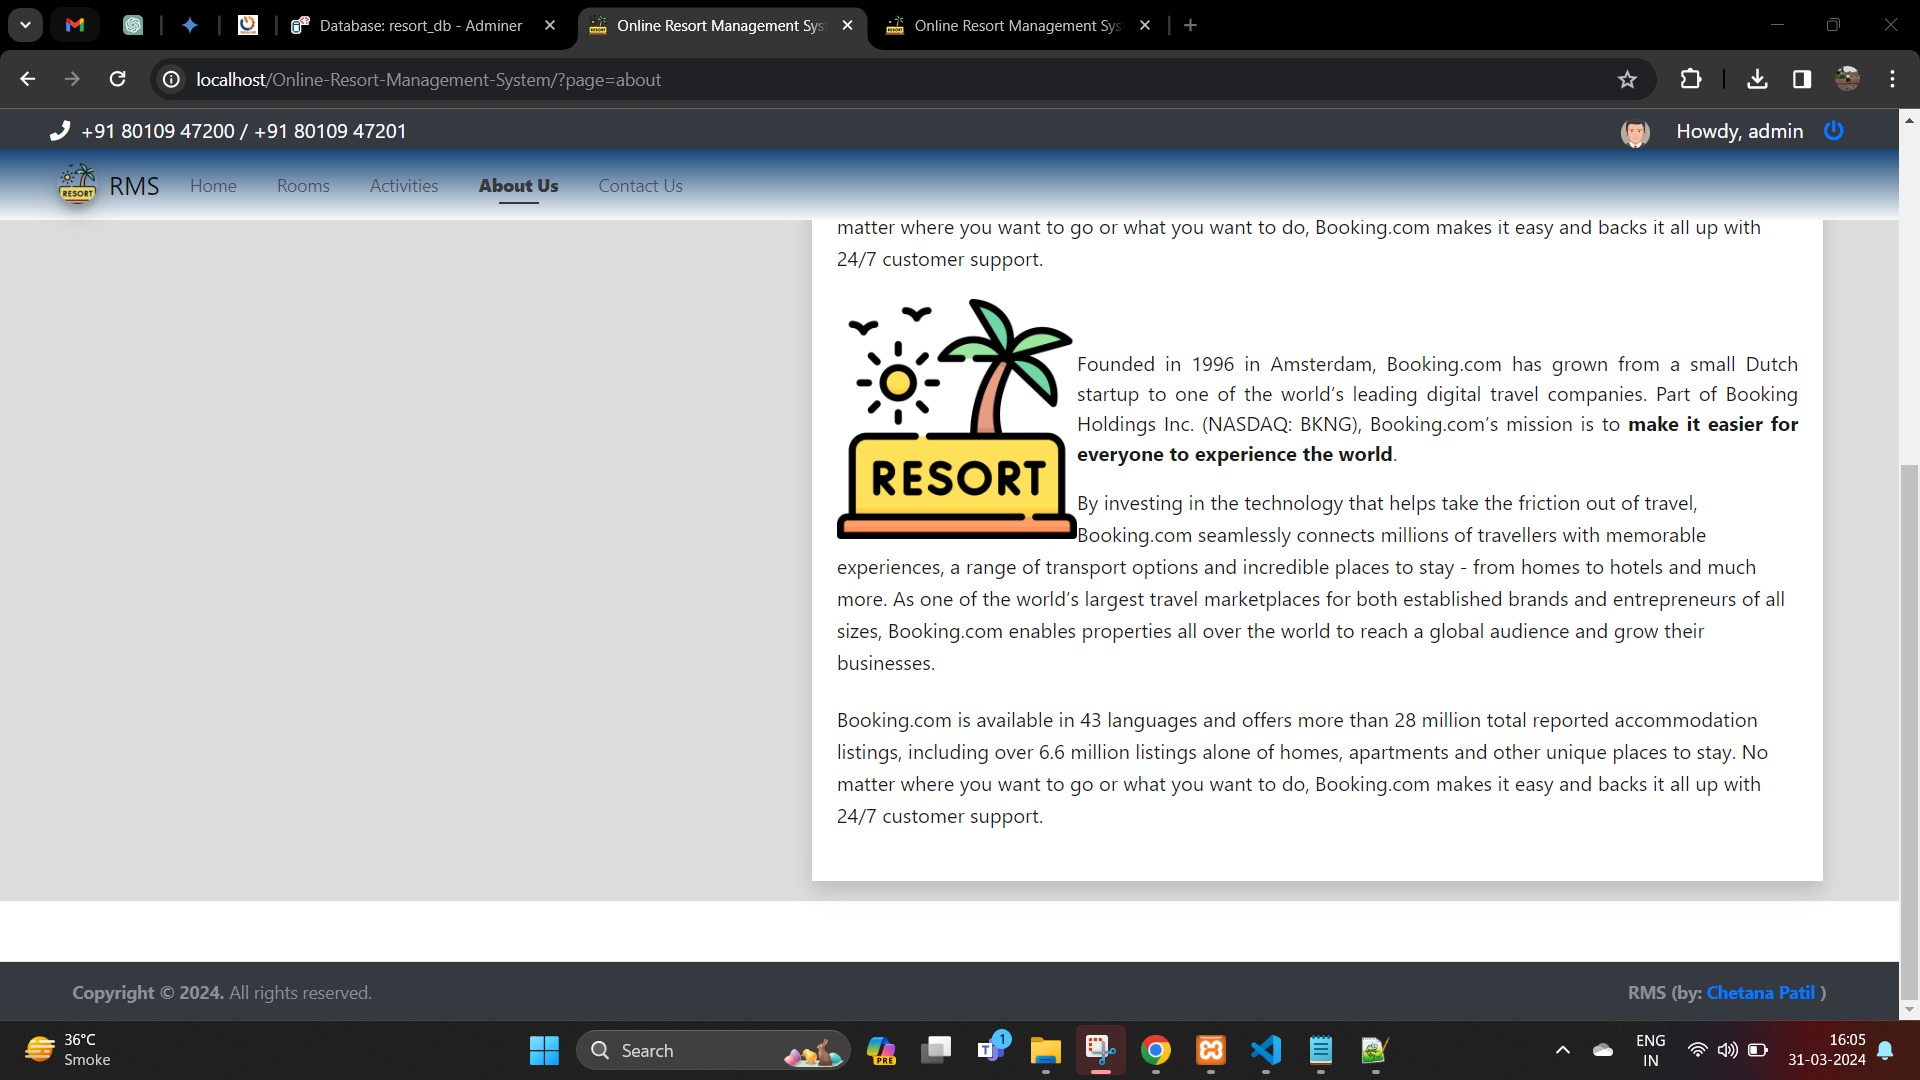 Database: resort_db - Adminer
Online Resort Management Sys
Online Resort Management Sys
localhost/Online-Resort-Management-System/?page=about
+91 80109 47200 / +91 80109 47201
Howdy, admin
RESORT
RMS
Home
Rooms
Activities
About Us
Contact Us
matter where you want to go or what you want to do, Booking.com makes it easy and backs it all up with
24/7 customer support.
RESORT
Founded in 1996 in Amsterdam, Booking.com has grown from a small Dutch
startup to one of the world’s leading digital travel companies. Part of Booking
Holdings Inc. (NASDAQ: BKNG), Booking.com’s mission is to make it easier for
everyone to experience the world.
By investing in the technology that helps take the friction out of travel,
Booking.com seamlessly connects millions of travellers with memorable
experiences, a range of transport options and incredible places to stay - from homes to hotels and much
more. As one of the world’s largest travel marketplaces for both established brands and entrepreneurs of all
sizes, Booking.com enables properties all over the world to reach a global audience and grow their
businesses.
Booking.com is available in 43 languages and offers more than 28 million total reported accommodation
listings, including over 6.6 million listings alone of homes, apartments and other unique places to stay. No
matter where you want to go or what you want to do, Booking.com makes it easy and backs it all up with
24/7 customer support.
Copyright © 2024. All rights reserved.
RMS (by: Chetana Patil )
36°C
Smoke
Search
PRE
1
ENG
IN
16:05
31-03-2024